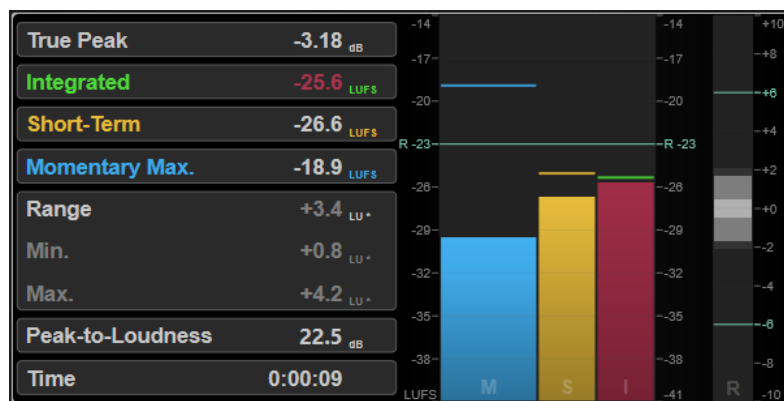 True Peak -3.18 dB
Integrated -25.6 LUFS
Short-Term -26.6 LUFS
Momentary Max. -18.9 LUFS
Range +3.4 LU *
Min. +0.8 LU *
Max. +4.2 LU *
Peak-to-Loudness 22.5 dB
Time 0:00:09
-14 -14 +10
-17 -17 +8
-20 -20 +6 +6
+4
R -23 R -23
-26 -26 +2
-29 -29 +0
-2
-32 -32
-4
-35 -35 -6 -6
-38 -38 -8
LUFS M S I -41 R -10